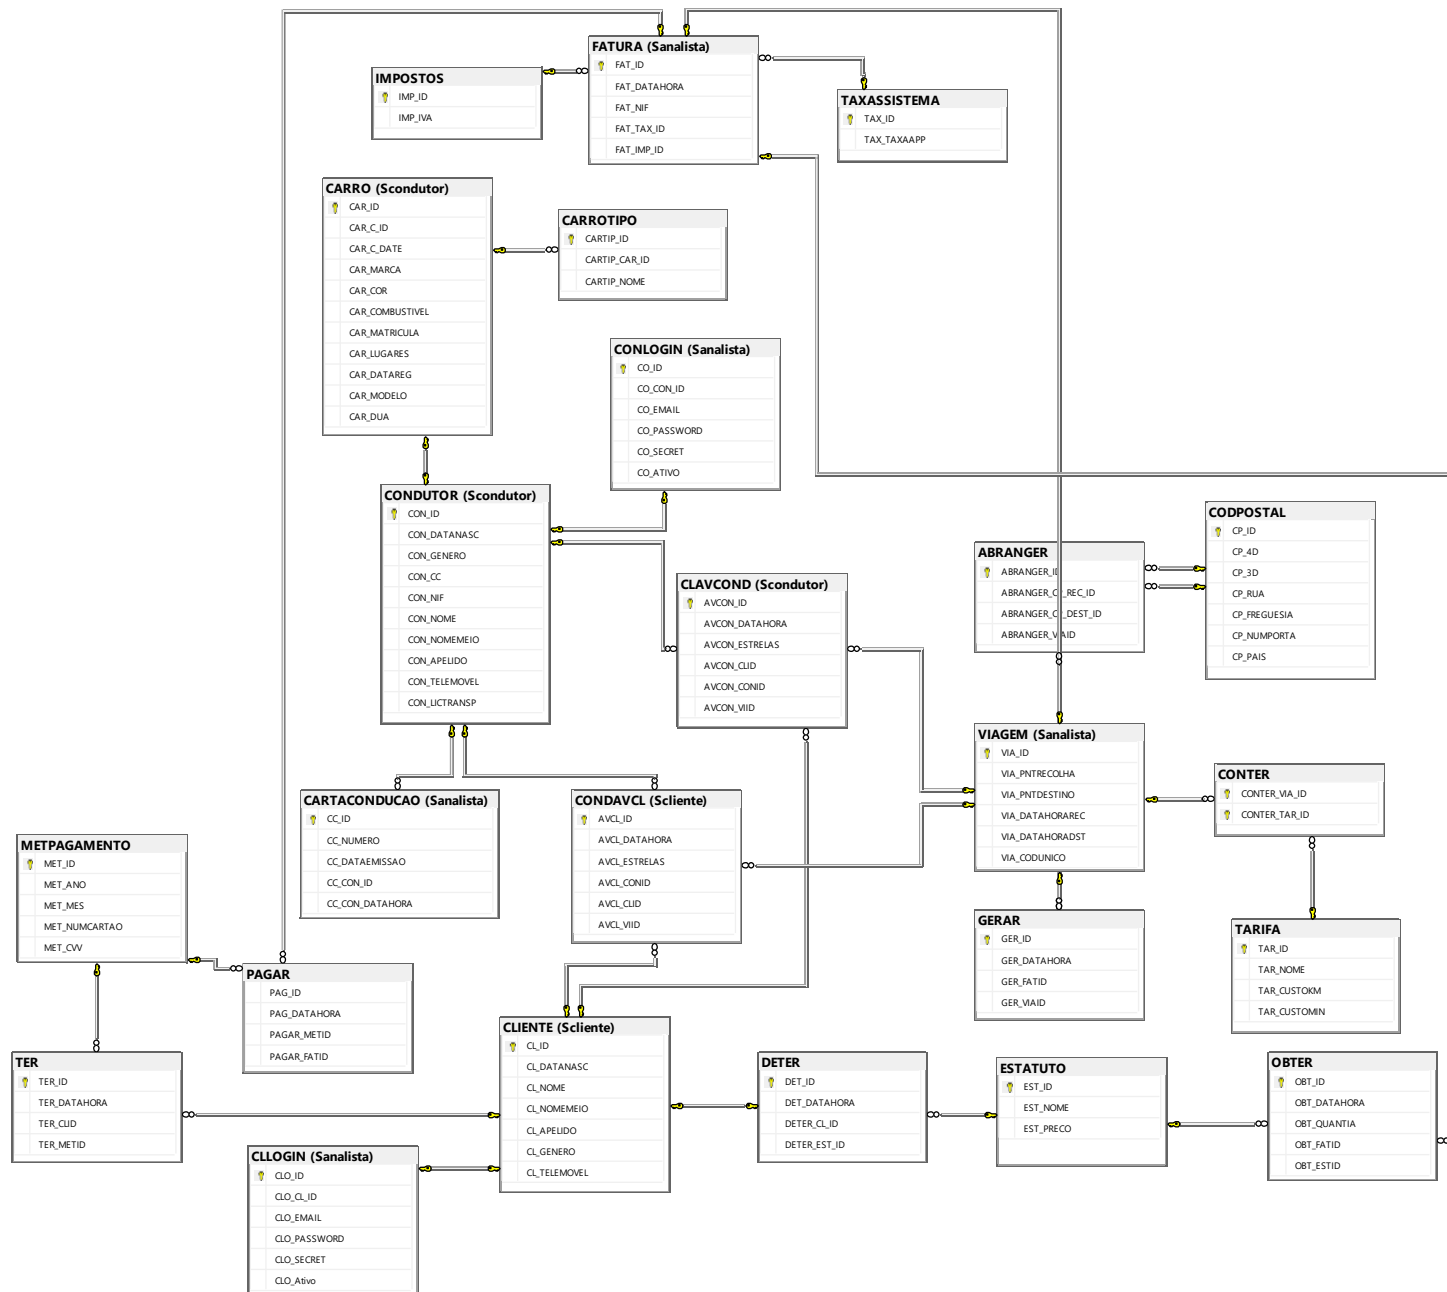 FATURA (Sanalista)
FAT_ID
FAT_DATAHORA
FAT_NIF
FAT_TAX_ID
FAT_IMP_ID
IMPOSTOS
IMP_ID
IMP_IVA
TAXASSISTEMA
TAX_ID
TAX_TAXAAPP
CARRO (Scondutor)
CAR_ID
CAR_C_ID
CAR_C_DATE
CAR_MARCA
CAR_COR
CAR_COMBUSTIVEL
CAR_MATRICULA
CAR_LUGARES
CAR_DATAREG
CAR_MODELO
CAR_DUA
CARROTIPO
CARTIP_ID
CARTIP_CAR_ID
CARTIP_NOME
CONLOGIN (Sanalista)
CO_ID
CO_CON_ID
CO_EMAIL
CO_PASSWORD
CO_SECRET
CO_ATIVO
CONDUTOR (Scondutor)
CON_ID
CON_DATANASC
CON_GENERO
CON_CC
CON_NIF
CON_NOME
CON_NOMEMEIO
CON_APELIDO
CON_TELEMOVEL
CON_LICTRANSP
CODPOSTAL
CP_ID
CP_4D
CP_3D
CP_RUA
CP_FREGUESIA
CP_NUMPORTA
CP_PAIS
ABRANGER
ABRANGER_ID
ABRANGER_CP_REC_ID
ABRANGER_CP_DEST_ID
ABRANGER_VIAID
CLAVCOND (Scondutor)
AVCON_ID
AVCON_DATAHORA
AVCON_ESTRELAS
AVCON_CLID
AVCON_CONID
AVCON_VIID
VIAGEM (Sanalista)
VIA_ID
VIA_PNTRECOLHA
VIA_PNTDESTINO
VIA_DATAHORAREC
VIA_DATAHORADST
VIA_CODUNICO
CONTER
CONTER_VIA_ID
CONTER_TAR_ID
CARTACONDUCAO (Sanalista)
CC_ID
CC_NUMERO
CC_DATAEMISSAO
CC_CON_ID
CC_CON_DATAHORA
CONDAVCL (Scliente)
AVCL_ID
AVCL_DATAHORA
AVCL_ESTRELAS
AVCL_CONID
AVCL_CLID
AVCL_VIID
METPAGAMENTO
MET_ID
MET_ANO
MET_MES
MET_NUMCARTAO
MET_CVV
GERAR
GER_ID
GER_DATAHORA
GER_FATID
GER_VIAID
TARIFA
TAR_ID
TAR_NOME
TAR_CUSTOKM
TAR_CUSTOMIN
PAGAR
PAG_ID
PAG_DATAHORA
PAGAR_METID
PAGAR_FATID
CLIENTE (Scliente)
CL_ID
CL_DATANASC
CL_NOME
CL_NOMEMEIO
CL_APELIDO
CL_GENERO
CL_TELEMOVEL
TER
TER_ID
TER_DATAHORA
TER_CLID
TER_METID
DETER
DET_ID
DET_DATAHORA
DETER_CL_ID
DETER_EST_ID
ESTATUTO
EST_ID
EST_NOME
EST_PRECO
OBTER
OBT_ID
OBT_DATAHORA
OBT_QUANTIA
OBT_FATID
OBT_ESTID
CLLOGIN (Sanalista)
CLO_ID
CLO_CL_ID
CLO_EMAIL
CLO_PASSWORD
CLO_SECRET
CLO_Ativo